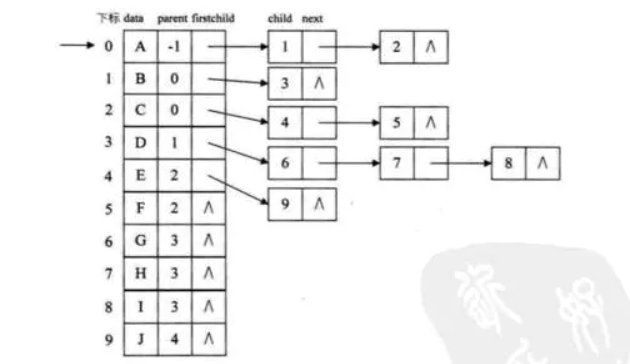 下标 data parent firstchild child next
0 A -1 1 2 ∧
1 B 0 3 ∧
2 C 0 4 5 ∧
3 D 1 6 7 8 ∧
4 E 2 9 ∧
5 F 2 ∧
6 G 3 ∧
7 H 3 ∧
8 I 3 ∧
9 J 4 ∧